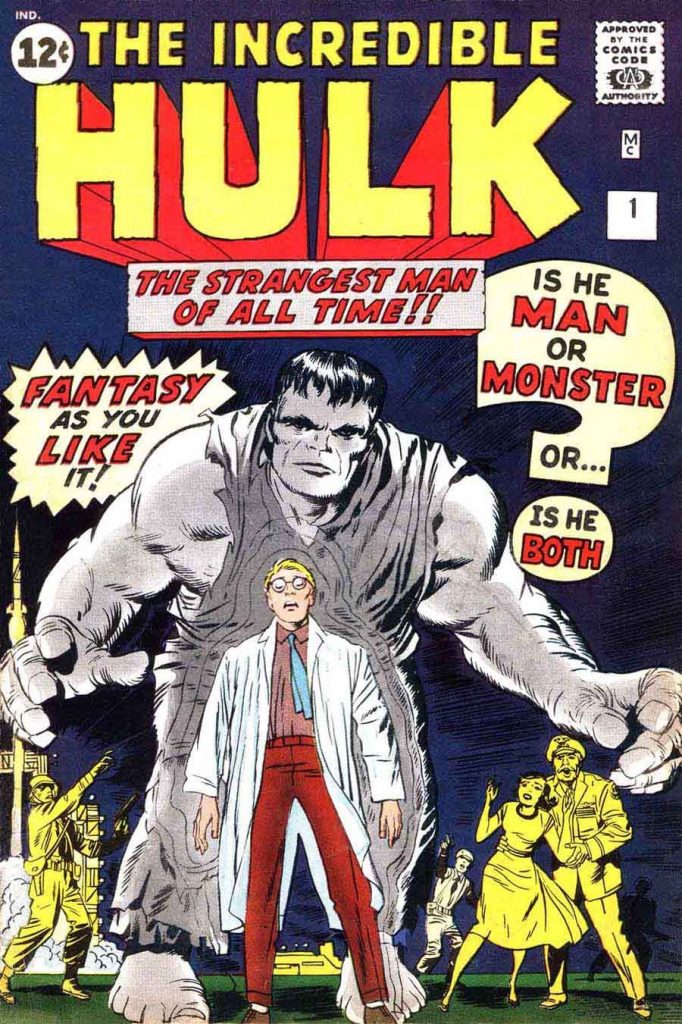 IND.
12¢
THE INCREDIBLE
HULK
APPROVED
BY THE
COMICS
CODE
CA
AUTHORITY
MC
1
THE STRANGEST MAN
OF ALL TIME!!
IS HE
MAN
OR
MONSTER
OR...
IS HE
BOTH
FANTASY
AS YOU
LIKE
IT!